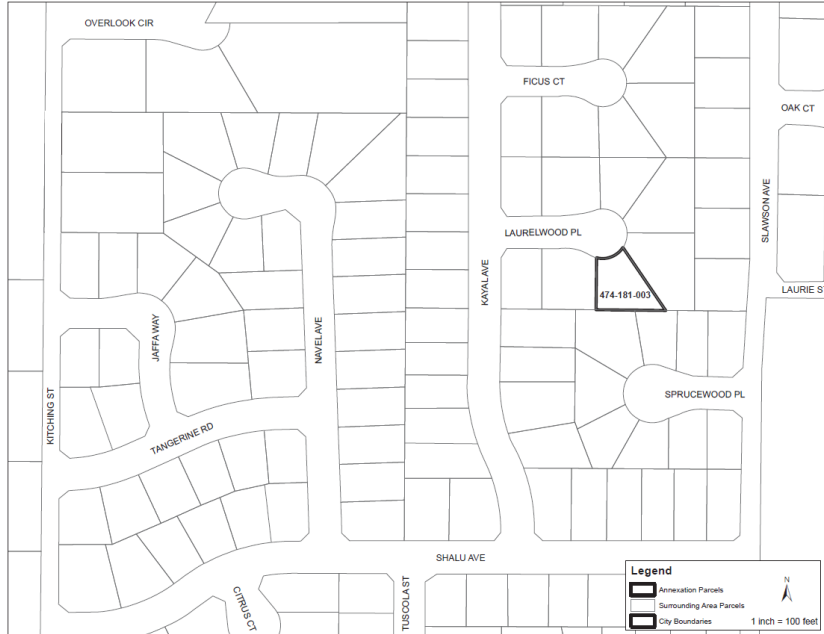 OVERLOOK CIR
FICUS CT
OAK CT
SLAWSON AVE
LAURELWOOD PL
KAYAL AVE
474-181-003
LAURIE S
JAFFA WAY
NAVEL AVE
KITCHING ST
SPRUCEWOOD PL
TANGERINE RD
SHALU AVE
CITRUS CT
TUSCOLA ST
Legend
Annexation Parcels
Surrounding Area Parcels
City Boundaries
N
1 inch = 100 feet